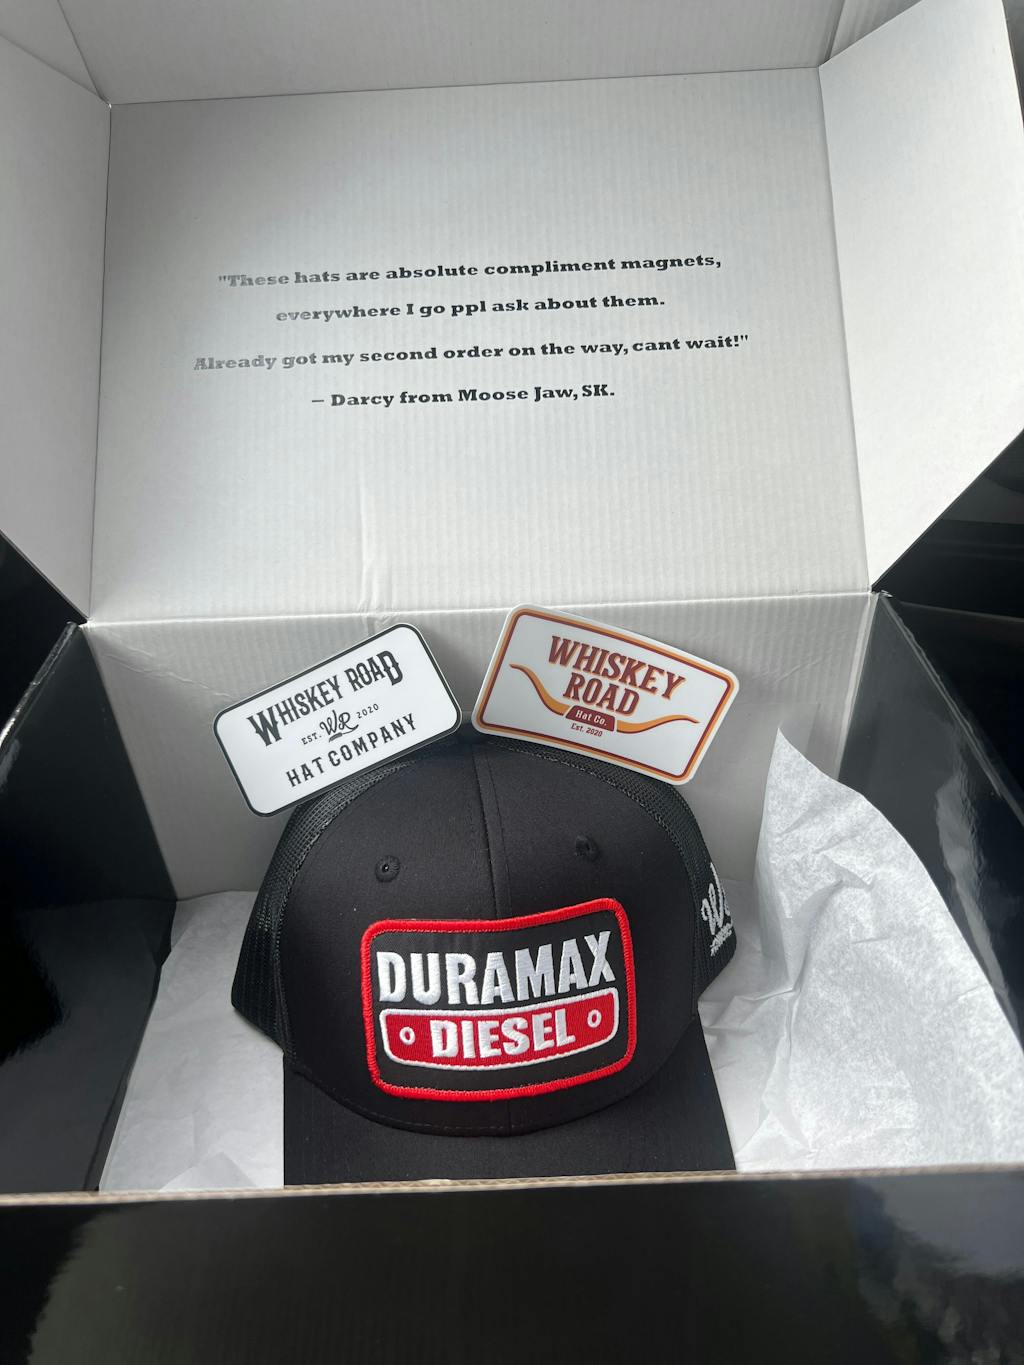 "These hats are absolute compliment magnets,
everywhere I go ppl ask about them.
Already got my second order on the way, cant wait!"
– Darcy from Moose Jaw, SK.
WHISKEY ROAD
EST. WR 2020
HAT COMPANY
WHISKEY
ROAD
Hat Co.
Est. 2020
DURAMAX
DIESEL